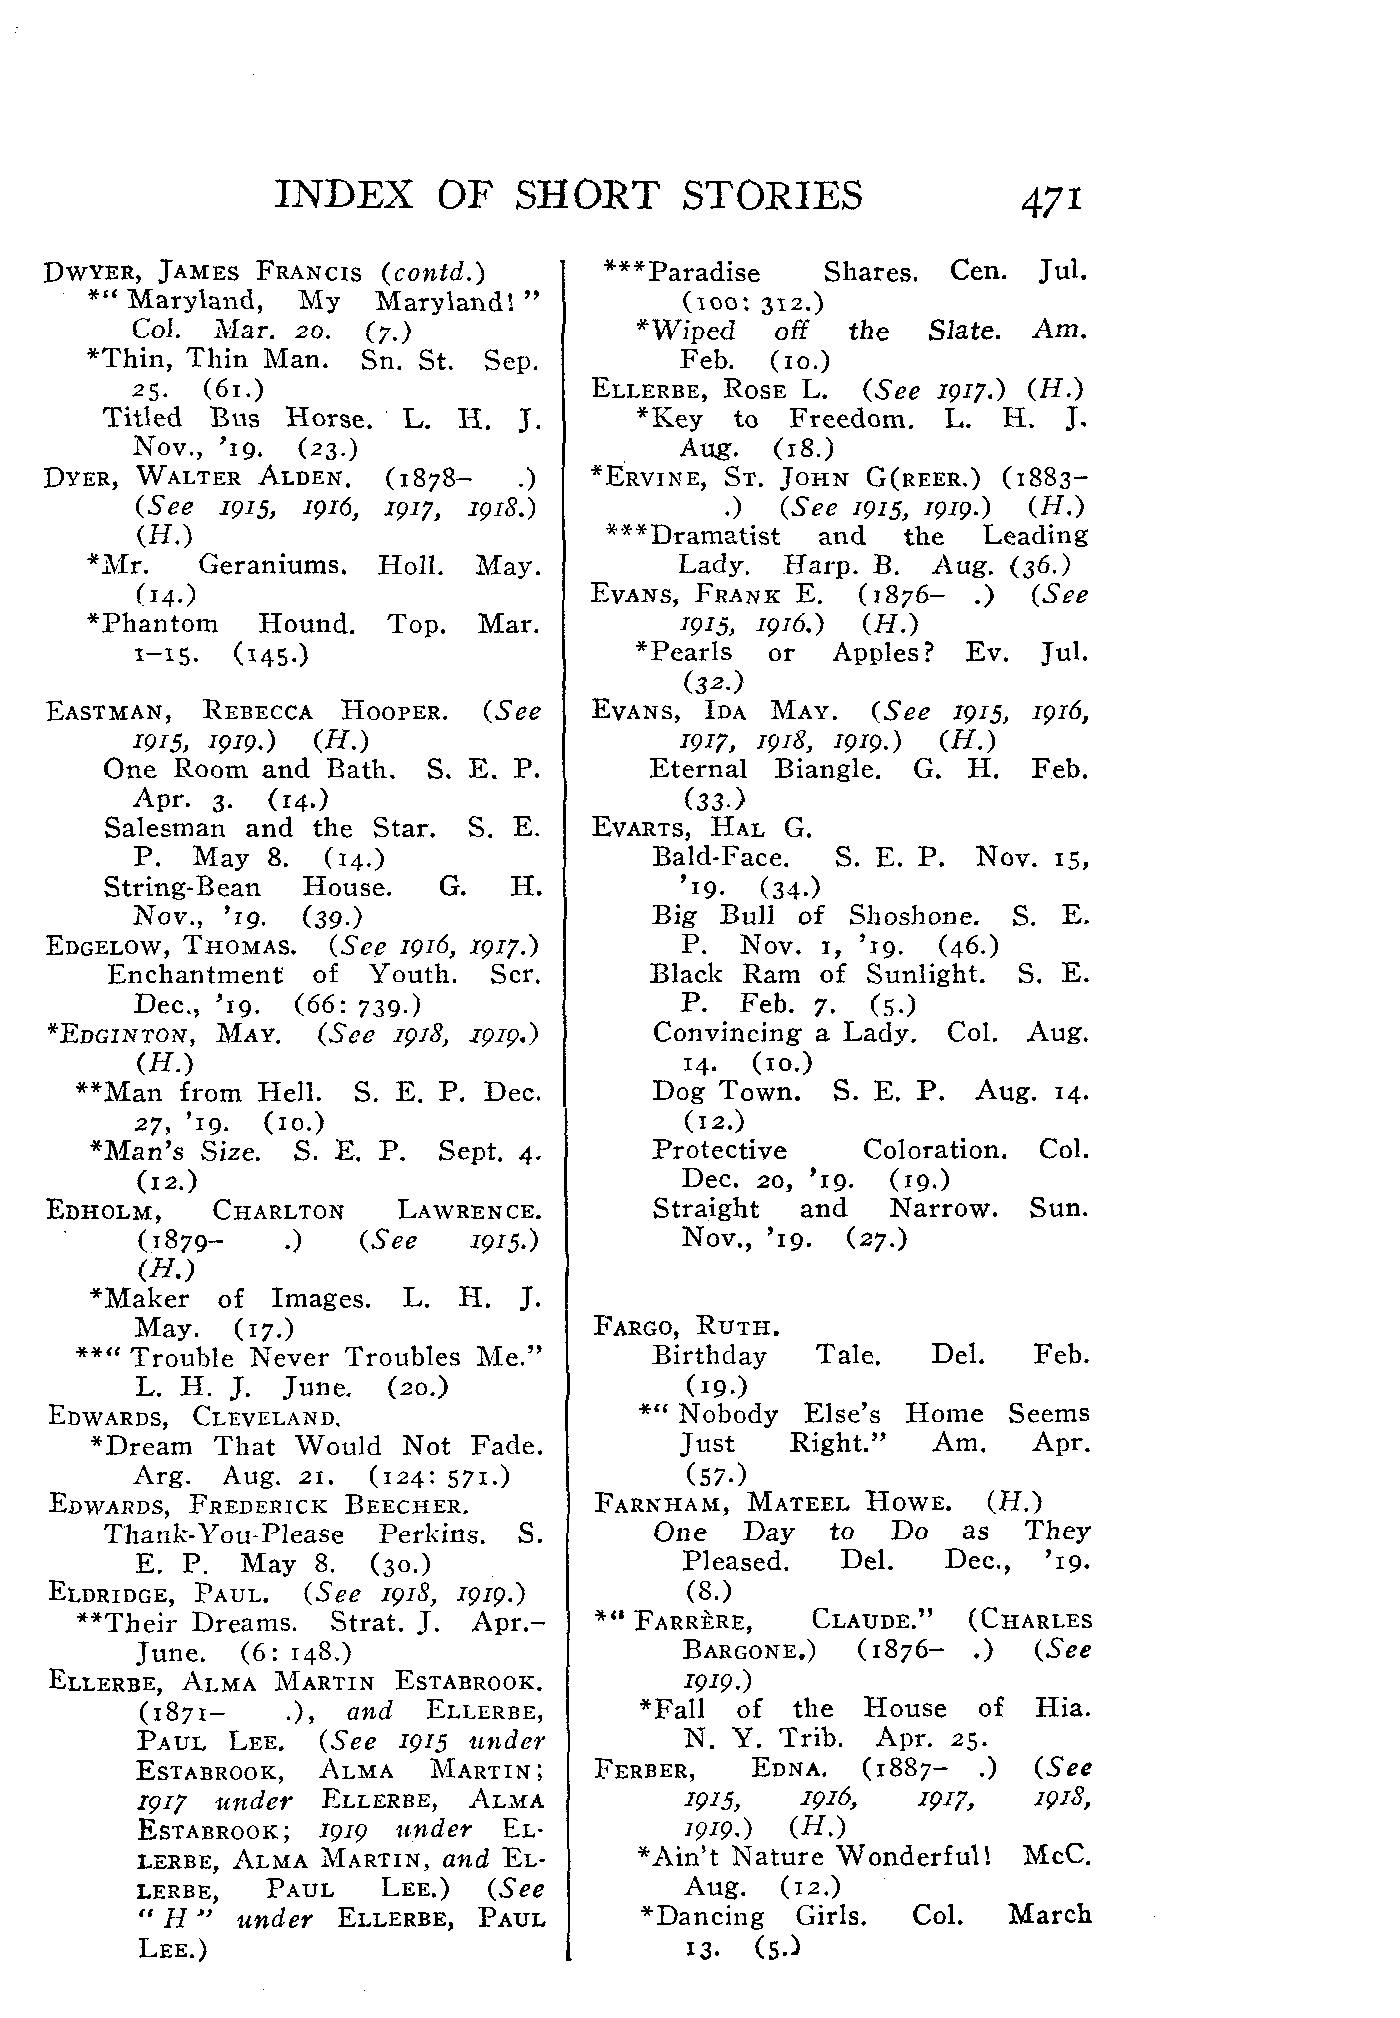 INDEX OF SHORT STORIES 471
DWYER, JAMES FRANCIS (contd.)
*“Maryland, My Maryland!”
Col. Mar. 20. (7.)
*Thin, Thin Man. Sn. St. Sep.
25. (61.)
Titled Bus Horse. L. H. J.
Nov., ’19. (23.)
DYER, WALTER ALDEN. (1878– .)
(See 1915, 1916, 1917, 1918.)
(H.)
*Mr. Geraniums. Holl. May.
(14.)
*Phantom Hound. Top. Mar.
1–15. (145.)
EASTMAN, REBECCA HOOPER. (See
1915, 1919.) (H.)
One Room and Bath. S. E. P.
Apr. 3. (14.)
Salesman and the Star. S. E.
P. May 8. (14.)
String-Bean House. G. H.
Nov., ’19. (39.)
EDGELOW, THOMAS. (See 1916, 1917.)
Enchantment of Youth. Scr.
Dec., ’19. (66: 739.)
*EDGINTON, MAY. (See 1918, 1919.)
(H.)
**Man from Hell. S. E. P. Dec.
27, ’19. (10.)
*Man’s Size. S. E. P. Sept. 4.
(12.)
EDHOLM, CHARLTON LAWRENCE.
(1879– .) (See 1915.)
(H.)
*Maker of Images. L. H. J.
May. (17.)
**“Trouble Never Troubles Me.”
L. H. J. June. (20.)
EDWARDS, CLEVELAND.
*Dream That Would Not Fade.
Arg. Aug. 21. (124: 571.)
EDWARDS, FREDERICK BEECHER.
Thank-You-Please Perkins. S.
E. P. May 8. (30.)
ELDRIDGE, PAUL. (See 1918, 1919.)
**Their Dreams. Strat. J. Apr.–
June. (6: 148.)
ELLERBE, ALMA MARTIN ESTABROOK.
(1871– .), and ELLERBE,
PAUL LEE. (See 1915 under
ESTABROOK, ALMA MARTIN;
1917 under ELLERBE, ALMA
ESTABROOK; 1919 under EL-
LERBE, ALMA MARTIN, and EL-
LERBE, PAUL LEE.) (See
“H” under ELLERBE, PAUL
LEE.)
***Paradise Shares. Cen. Jul.
(100: 312.)
*Wiped off the Slate. Am.
Feb. (10.)
ELLERBE, ROSE L. (See 1917.) (H.)
*Key to Freedom. L. H. J.
Aug. (18.)
*ERVINE, ST. JOHN G(REER.) (1883–
.) (See 1915, 1919.) (H.)
***Dramatist and the Leading
Lady. Harp. B. Aug. (36.)
EVANS, FRANK E. (1876– .) (See
1915, 1916.) (H.)
*Pearls or Apples? Ev. Jul.
(32.)
EVANS, IDA MAY. (See 1915, 1916,
1917, 1918, 1919.) (H.)
Eternal Biangle. G. H. Feb.
(33.)
EVARTS, HAL G.
Bald-Face. S. E. P. Nov. 15,
’19. (34.)
Big Bull of Shoshone. S. E.
P. Nov. 1, ’19. (46.)
Black Ram of Sunlight. S. E.
P. Feb. 7. (5.)
Convincing a Lady. Col. Aug.
14. (10.)
Dog Town. S. E. P. Aug. 14.
(12.)
Protective Coloration. Col.
Dec. 20, ’19. (19.)
Straight and Narrow. Sun.
Nov., ’19. (27.)
FARGO, RUTH.
Birthday Tale. Del. Feb.
(19.)
*“Nobody Else’s Home Seems
Just Right.” Am. Apr.
(57.)
FARNHAM, MATEEL HOWE. (H.)
One Day to Do as They
Pleased. Del. Dec., ’19.
(8.)
*“FARRÈRE, CLAUDE.” (CHARLES
BARGONE.) (1876– .) (See
1919.)
*Fall of the House of Hia.
N. Y. Trib. Apr. 25.
FERBER, EDNA. (1887– .) (See
1915, 1916, 1917, 1918,
1919.) (H.)
*Ain’t Nature Wonderful! McC.
Aug. (12.)
*Dancing Girls. Col. March
13. (5.)